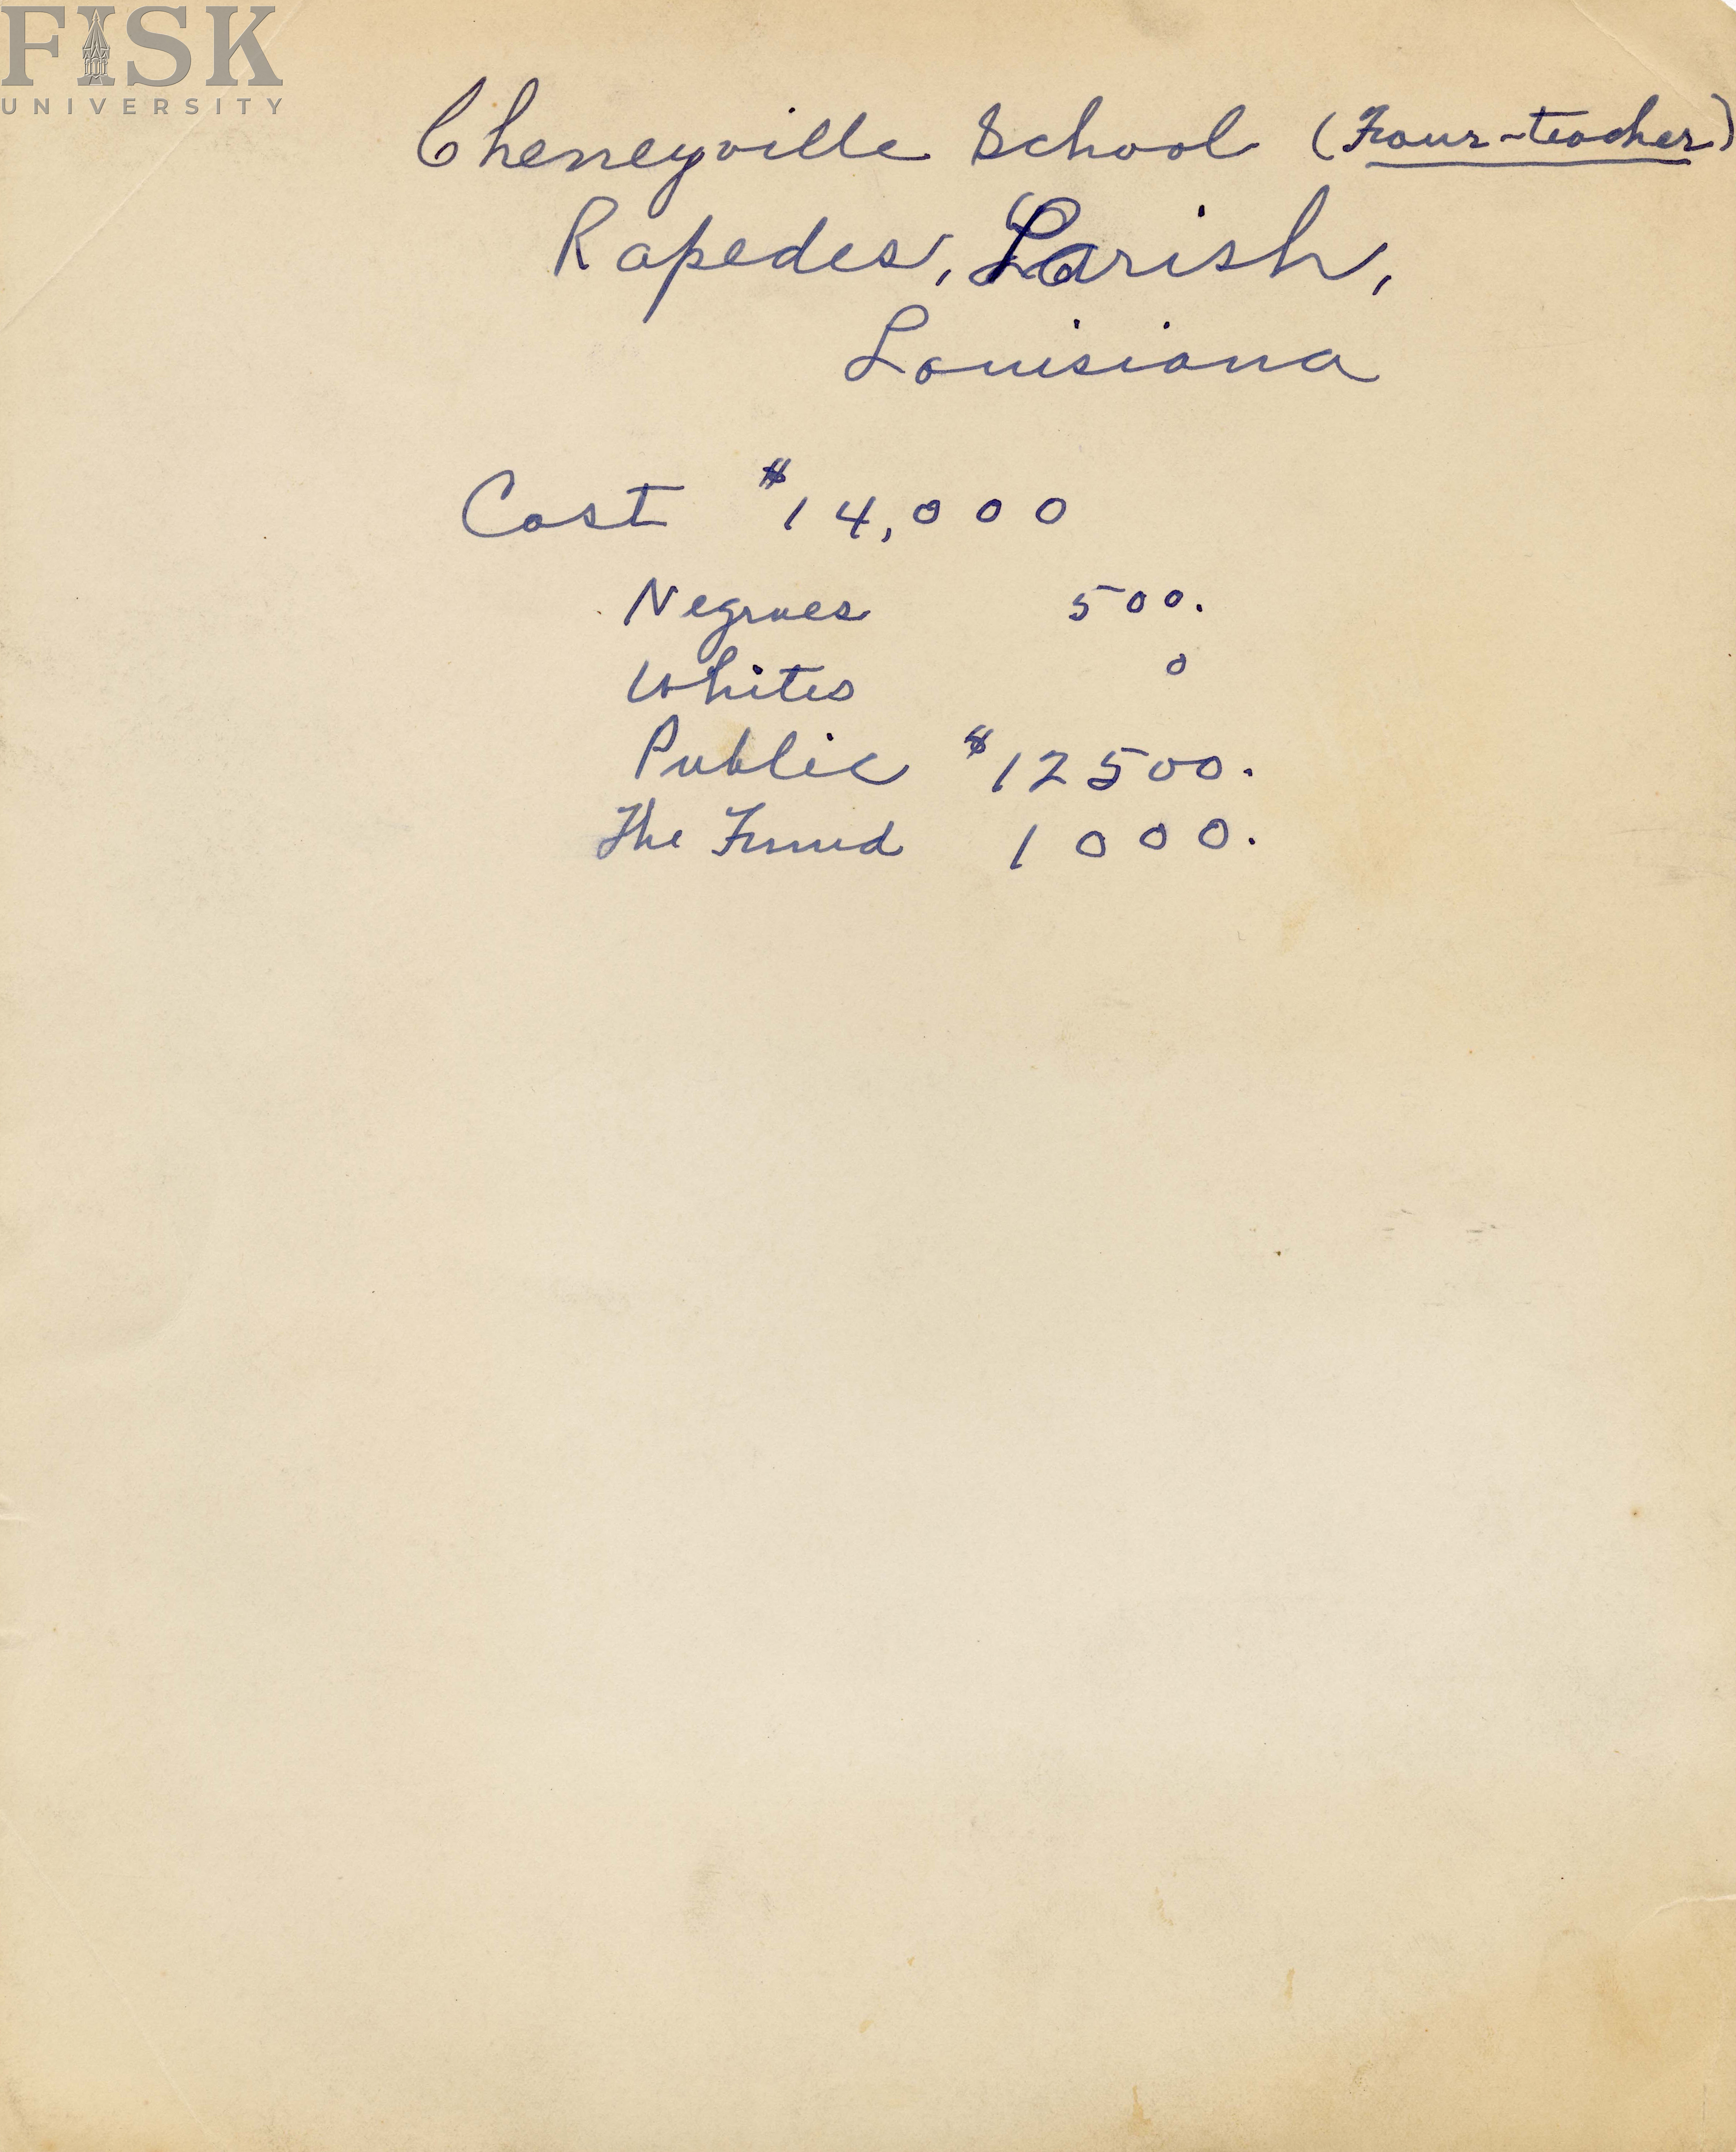 FISK
UNIVERSITY
Cheneyville School (Four-teacher)
Rapedes, Parish,
Louisiana
Cost $14,000
Negroes 500.
Whites 0
Public $12500.
The Fund 1000.